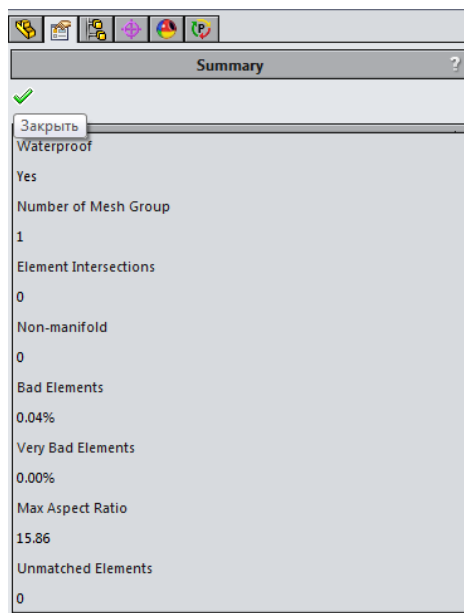 Summary
?
Закрыть
Waterproof
Yes
Number of Mesh Group
1
Element Intersections
0
Non-manifold
0
Bad Elements
0.04%
Very Bad Elements
0.00%
Max Aspect Ratio
15.86
Unmatched Elements
0